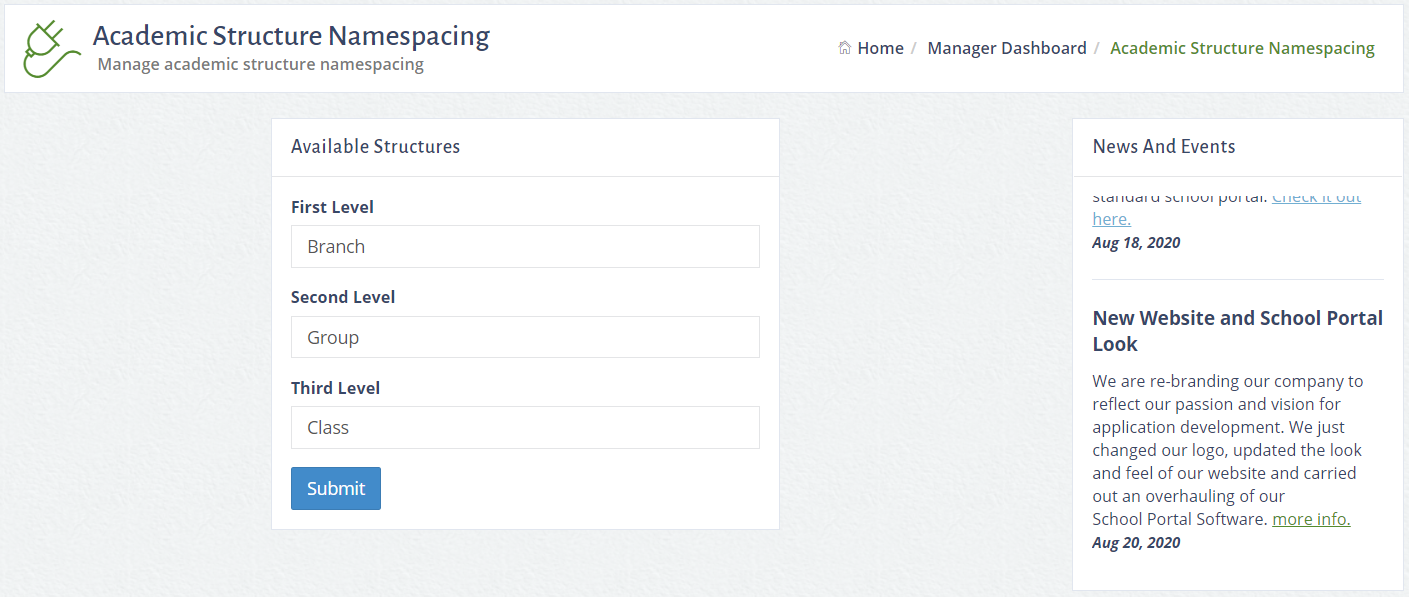 Academic Structure Namespacing
Manage academic structure namespacing
Home / Manager Dashboard / Academic Structure Namespacing
Available Structures
First Level
Branch
Second Level
Group
Third Level
Class
Submit
News And Events
standard school portal. Check it out
here.
Aug 18, 2020
New Website and School Portal
Look
We are re-branding our company to
reflect our passion and vision for
application development. We just
changed our logo, updated the look
and feel of our website and carried
out an overhauling of our
School Portal Software. more info.
Aug 20, 2020